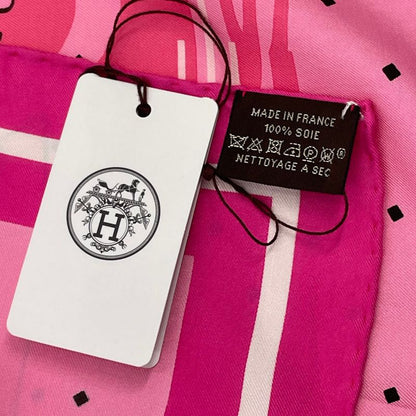 MADE IN FRANCE
100% SOIE
NETTOYAGE A SEC
H